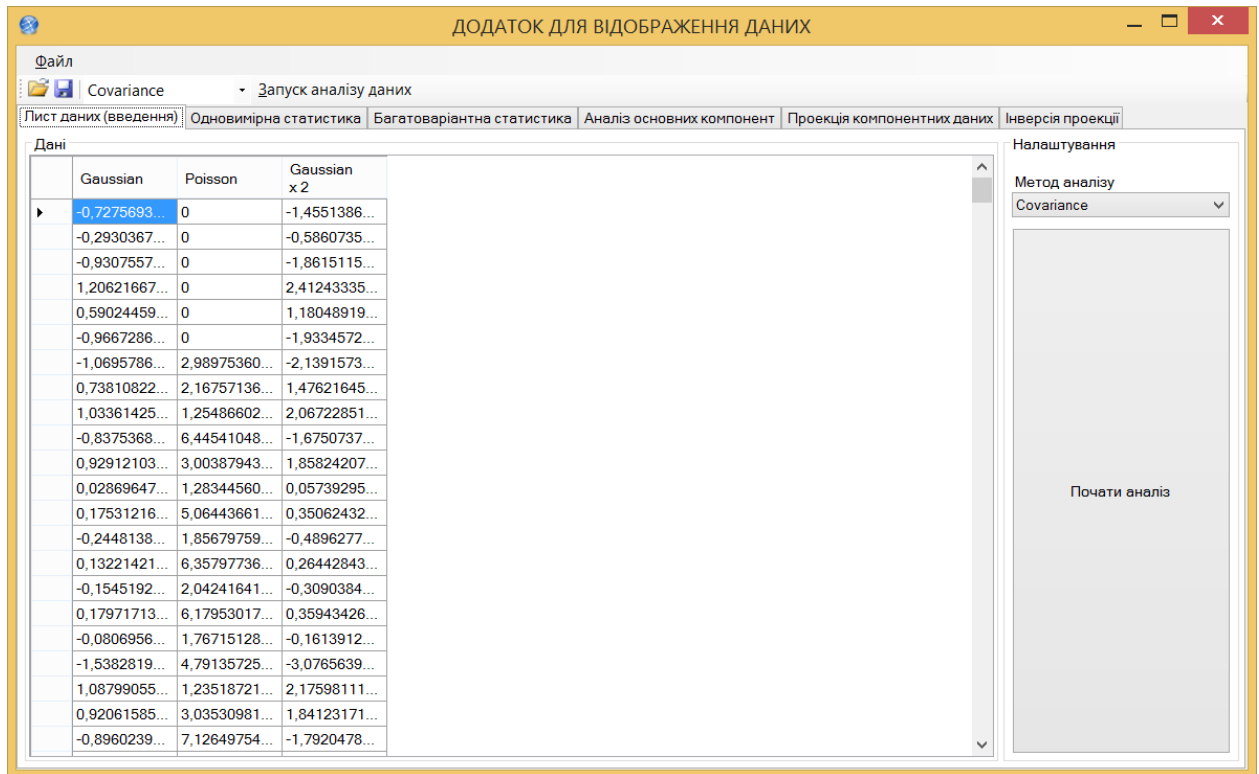 ДОДАТОК ДЛЯ ВІДОБРАЖЕННЯ ДАНИХ
Файл
Covariance Запуск аналізу даних
Лист даних (введення) Одновимірна статистика Багатоваріантна статистика Аналіз основних компонент Проекція компонентних даних Інверсія проекції
Дані Налаштування
Gaussian Poisson Gaussian x 2
Метод аналізу
Covariance
-0,7275693... 0 -1,4551386...
-0,2930367... 0 -0,5860735...
-0,9307557... 0 -1,8615115...
1,20621667... 0 2,41243335...
0,59024459... 0 1,18048919...
-0,9667286... 0 -1,9334572...
-1,0695786... 2,98975360... -2,1391573...
0,73810822... 2,16757136... 1,47621645...
1,03361425... 1,25486602... 2,06722851...
-0,8375368... 6,44541048... -1,6750737...
0,92912103... 3,00387943... 1,85824207...
0,02869647... 1,28344560... 0,05739295...
0,17531216... 5,06443661... 0,35062432...
-0,2448138... 1,85679759... -0,4896277...
0,13221421... 6,35797736... 0,26442843...
-0,1545192... 2,04241641... -0,3090384...
0,17971713... 6,17953017... 0,35943426...
-0,0806956... 1,76715128... -0,1613912...
-1,5382819... 4,79135725... -3,0765639...
1,08799055... 1,23518721... 2,17598111...
0,92061585... 3,03530981... 1,84123171...
-0,8960239... 7,12649754... -1,7920478...
Почати аналіз